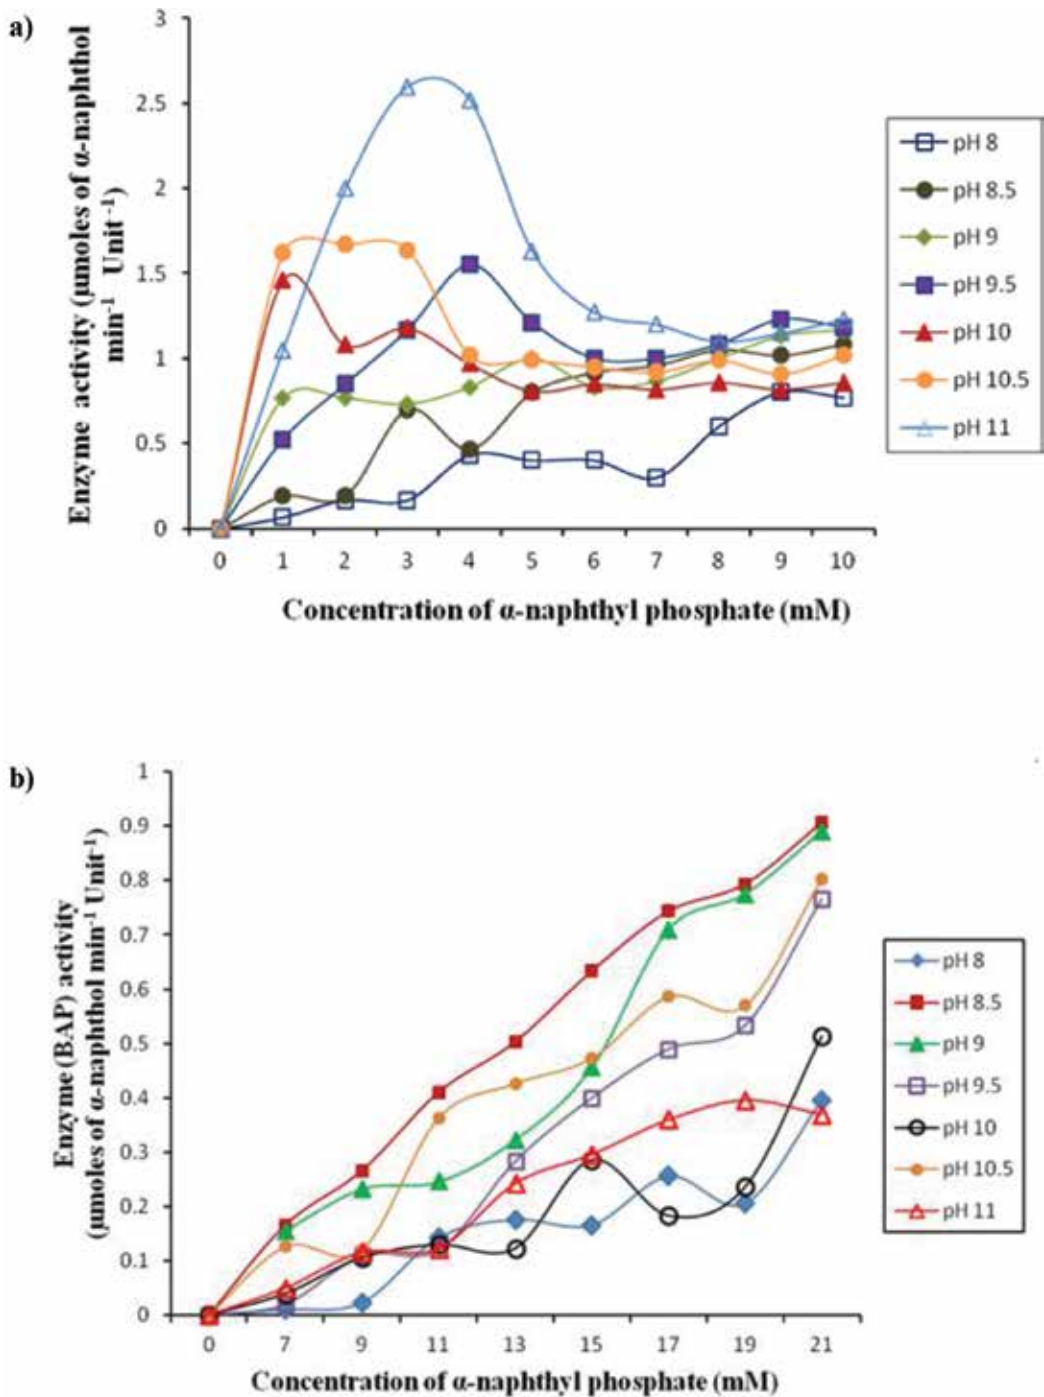 a)
Enzyme activity (µmoles of α-naphthol
min⁻¹ Unit⁻¹)
3
2.5
2
1.5
1
0.5
0
0 1 2 3 4 5 6 7 8 9 10
Concentration of α-naphthyl phosphate (mM)
pH 8
pH 8.5
pH 9
pH 9.5
pH 10
pH 10.5
pH 11
b)
Enzyme (BAP) activity
(µmoles of α-naphthol min⁻¹ Unit⁻¹)
1
0.9
0.8
0.7
0.6
0.5
0.4
0.3
0.2
0.1
0
0 7 9 11 13 15 17 19 21
Concentration of α-naphthyl phosphate (mM)
pH 8
pH 8.5
pH 9
pH 9.5
pH 10
pH 10.5
pH 11